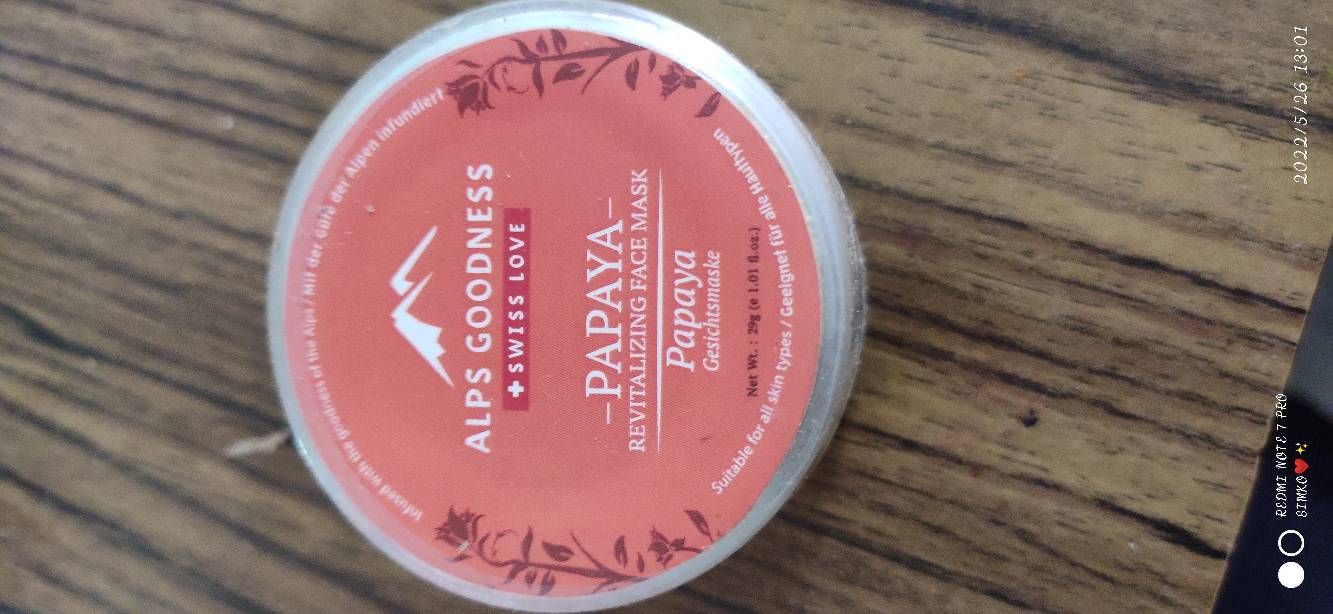 Infused with the goodness of the Alps / Mit der Güte der Alpen infundiert
ALPS GOODNESS
+SWISS LOVE
–PAPAYA–
REVITALIZING FACE MASK
Papaya
Gesichtsmaske
Net Wt. : 29g (e 1.01 fl.oz.)
Suitable for all skin types / Geeignet für alle Hauttypen
REDMI NOTE 7 PRO
SIMKO❤️✨
2022/5/26 13:01